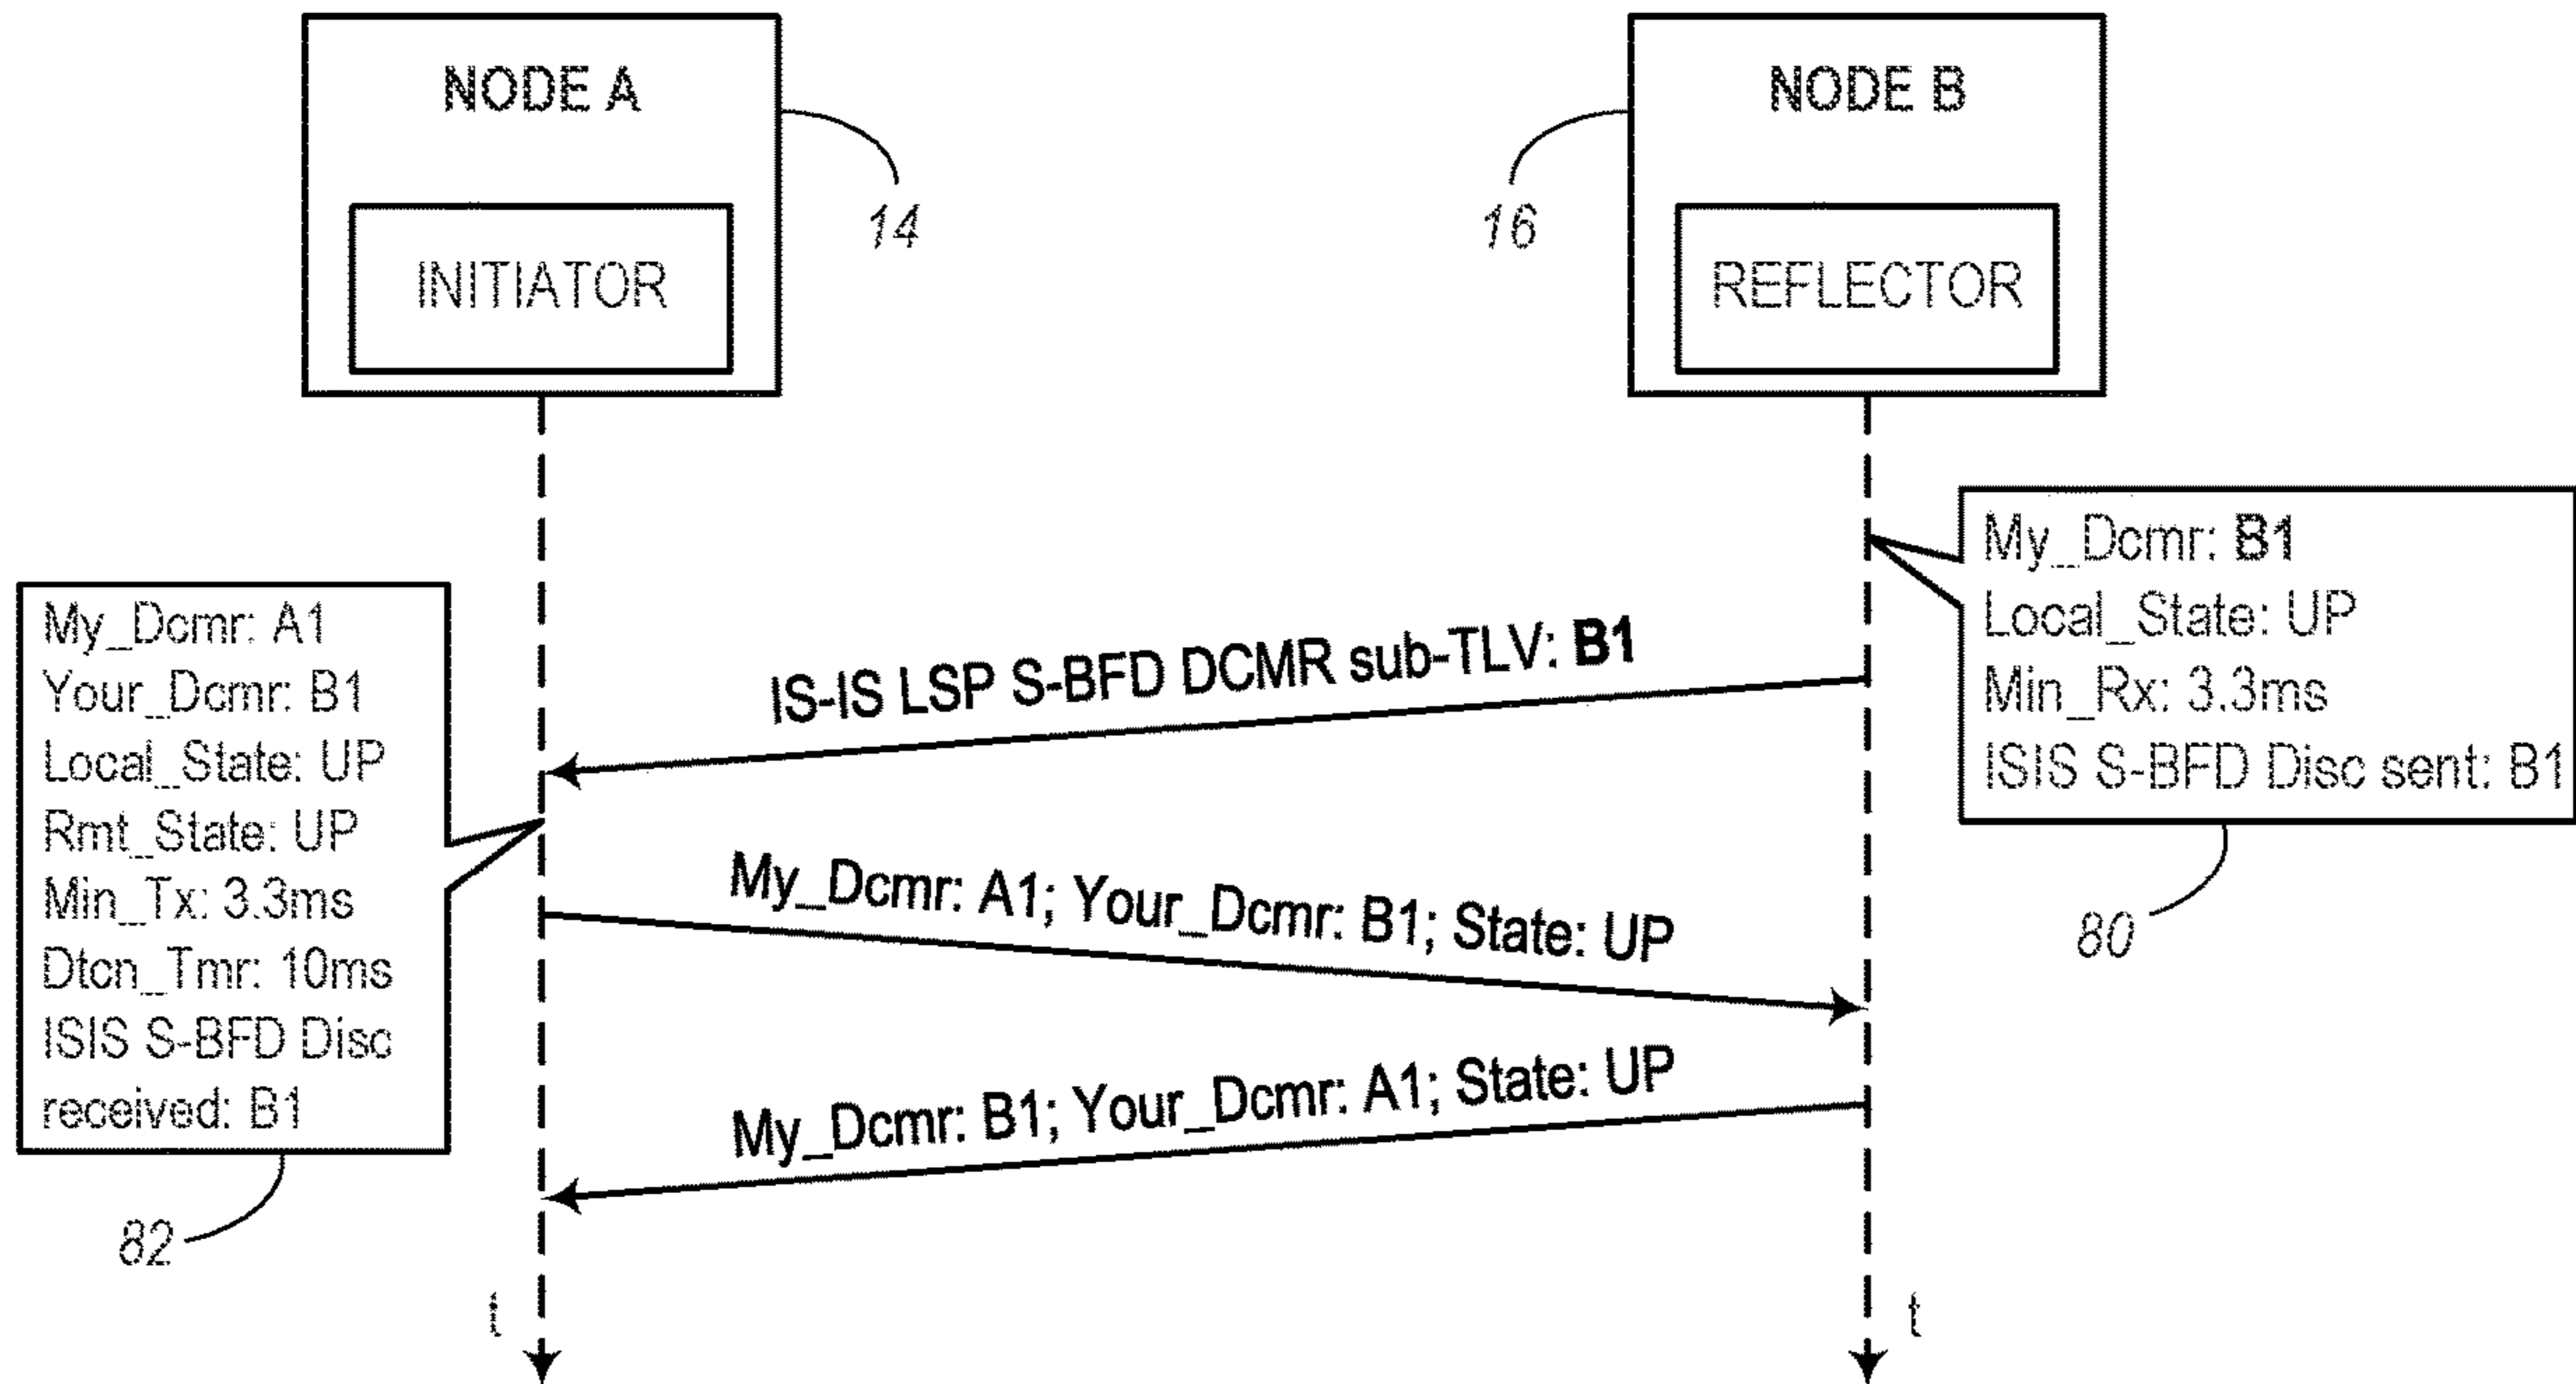 NODE A
INITIATOR
14
NODE B
REFLECTOR
16
My_Dcmr: B1
Local_State: UP
Min_Rx: 3.3ms
ISIS S-BFD Disc sent: B1
80
IS-IS LSP S-BFD DCMR sub-TLV: B1
My_Dcmr: A1
Your_Dcmr: B1
Local_State: UP
Rmt_State: UP
Min_Tx: 3.3ms
Dtcn_Tmr: 10ms
ISIS S-BFD Disc
received: B1
82
My_Dcmr: A1; Your_Dcmr: B1; State: UP
My_Dcmr: B1; Your_Dcmr: A1; State: UP
t
t